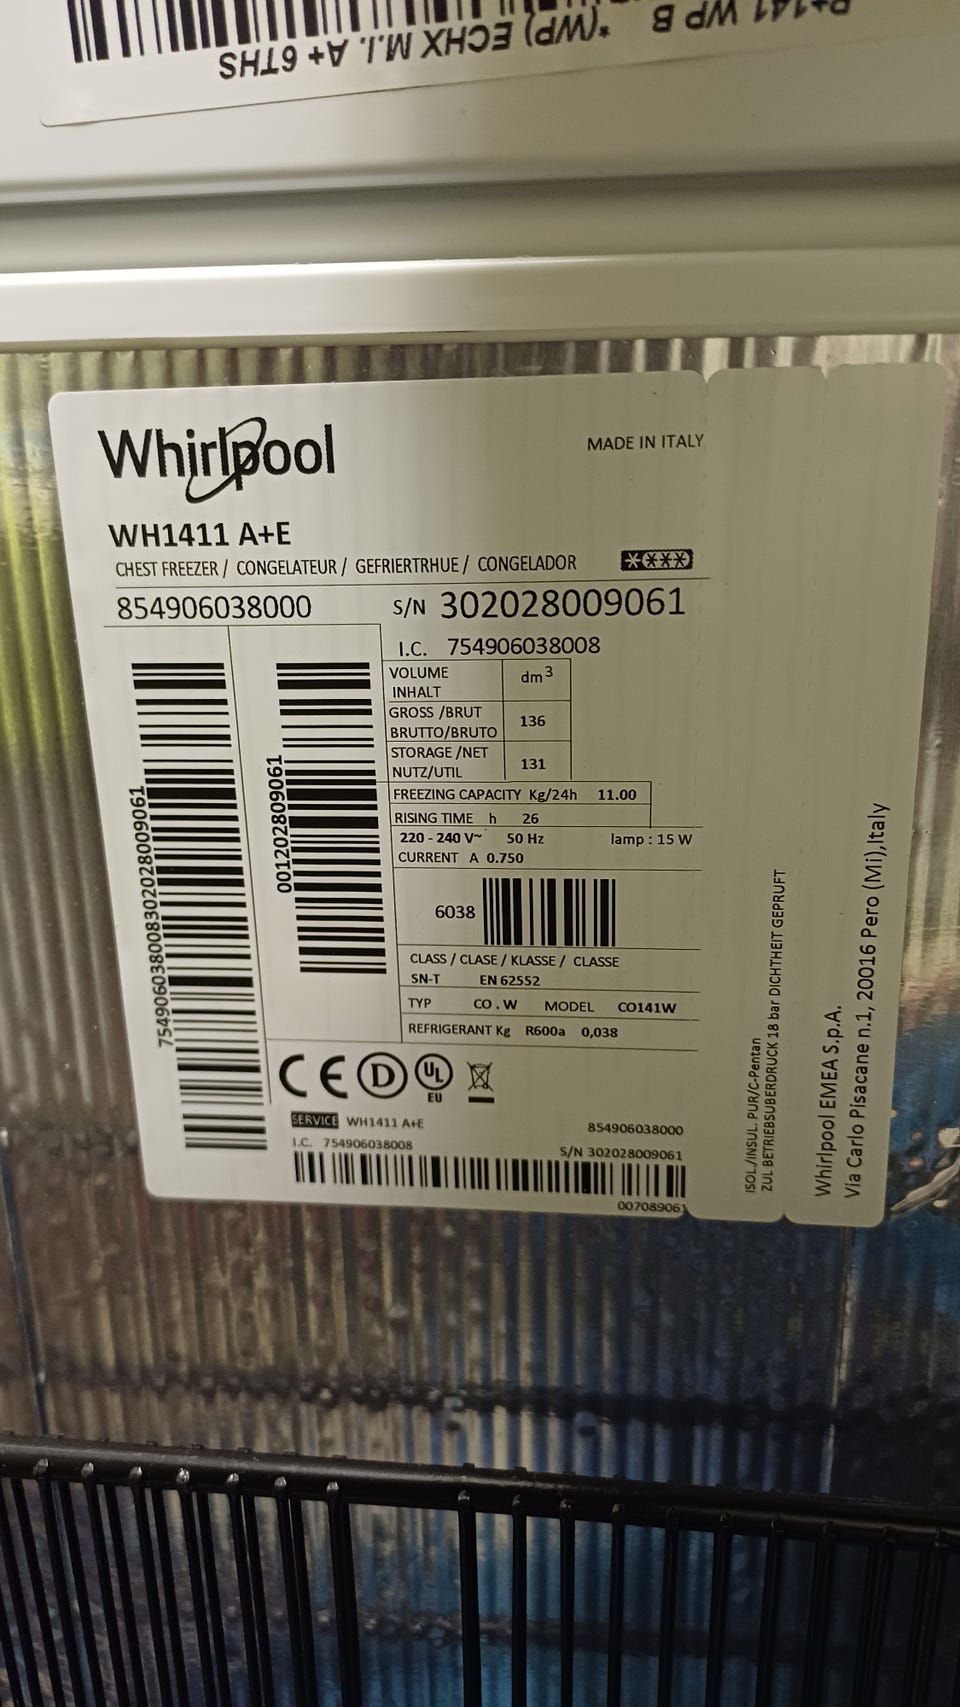 P+141 WP B *(WP) ECHX M.I. A+ 6THS
Whirlpool
MADE IN ITALY
WH1411 A+E
CHEST FREEZER / CONGELATEUR / GEFRIERTRHUE / CONGELADOR
854906038000 S/N 302028009061
I.C. 754906038008
VOLUME INHALT dm3
GROSS /BRUT BRUTTO/BRUTO 136
STORAGE /NET NUTZ/UTIL 131
FREEZING CAPACITY Kg/24h 11.00
RISING TIME h 26
220 - 240 V~ 50 Hz lamp : 15 W
CURRENT A 0.750
6038
CLASS / CLASE / KLASSE / CLASSE
SN-T EN 62552
TYP CO . W MODEL CO141W
REFRIGERANT Kg R600a 0,038
754906038008302028009061
001202809061
CE D UL EU
SERVICE WH1411 A+E 854906038000
I.C. 754906038008 S/N 302028009061
007089061
ISOL./INSUL. PUR/C-Pentan
ZUL BETRIEBSUBERDRUCK 18 bar DICHTHEIT GEPRUFT
Whirlpool EMEA S.p.A.
Via Carlo Pisacane n.1, 20016 Pero (Mi),Italy